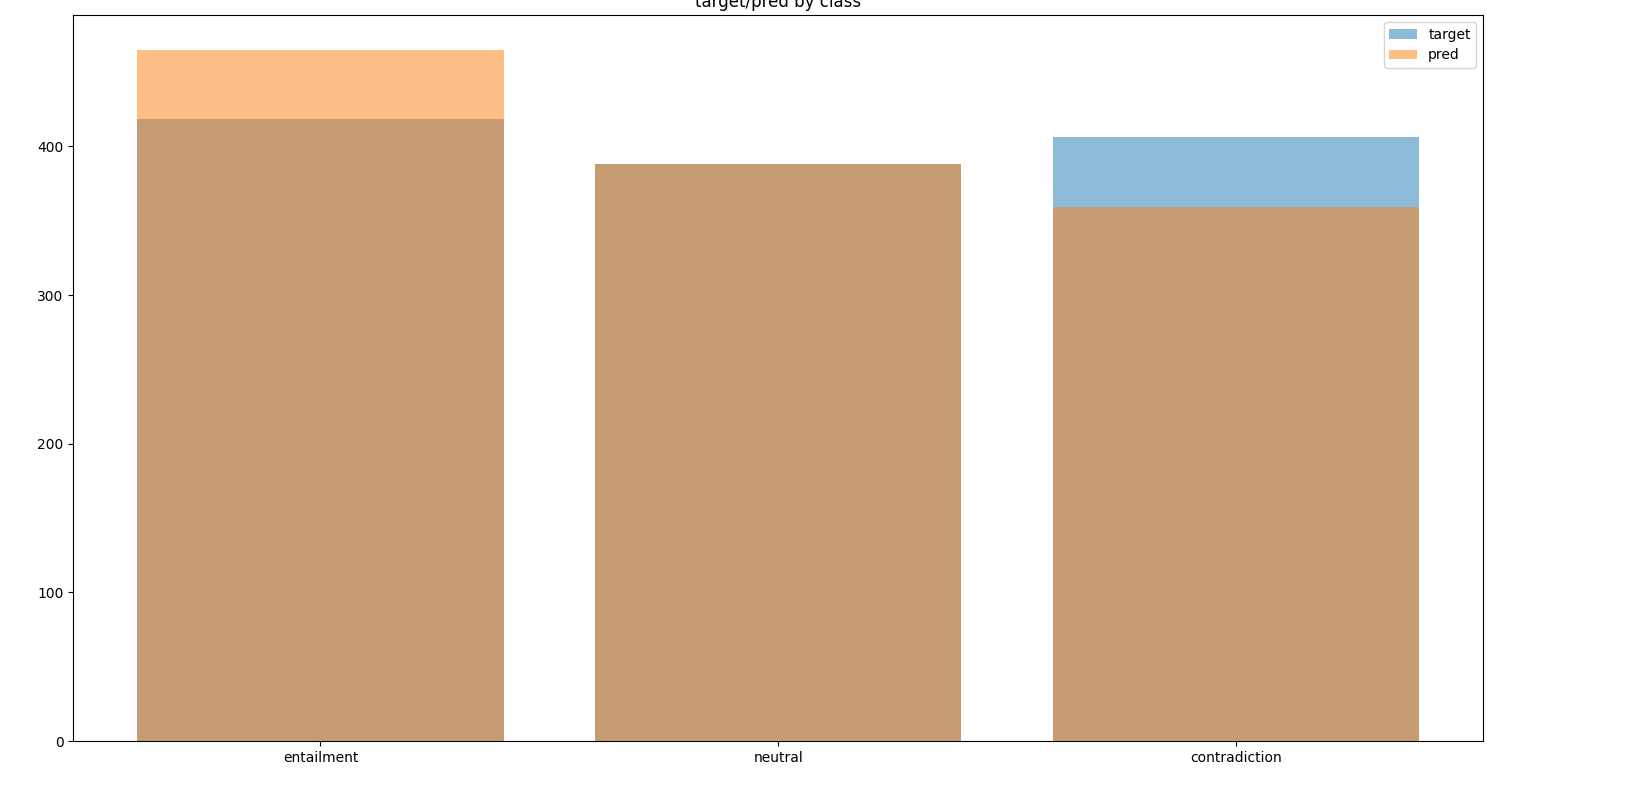 target/pred by class
target
pred
400
300
200
100
0
entailment
neutral
contradiction